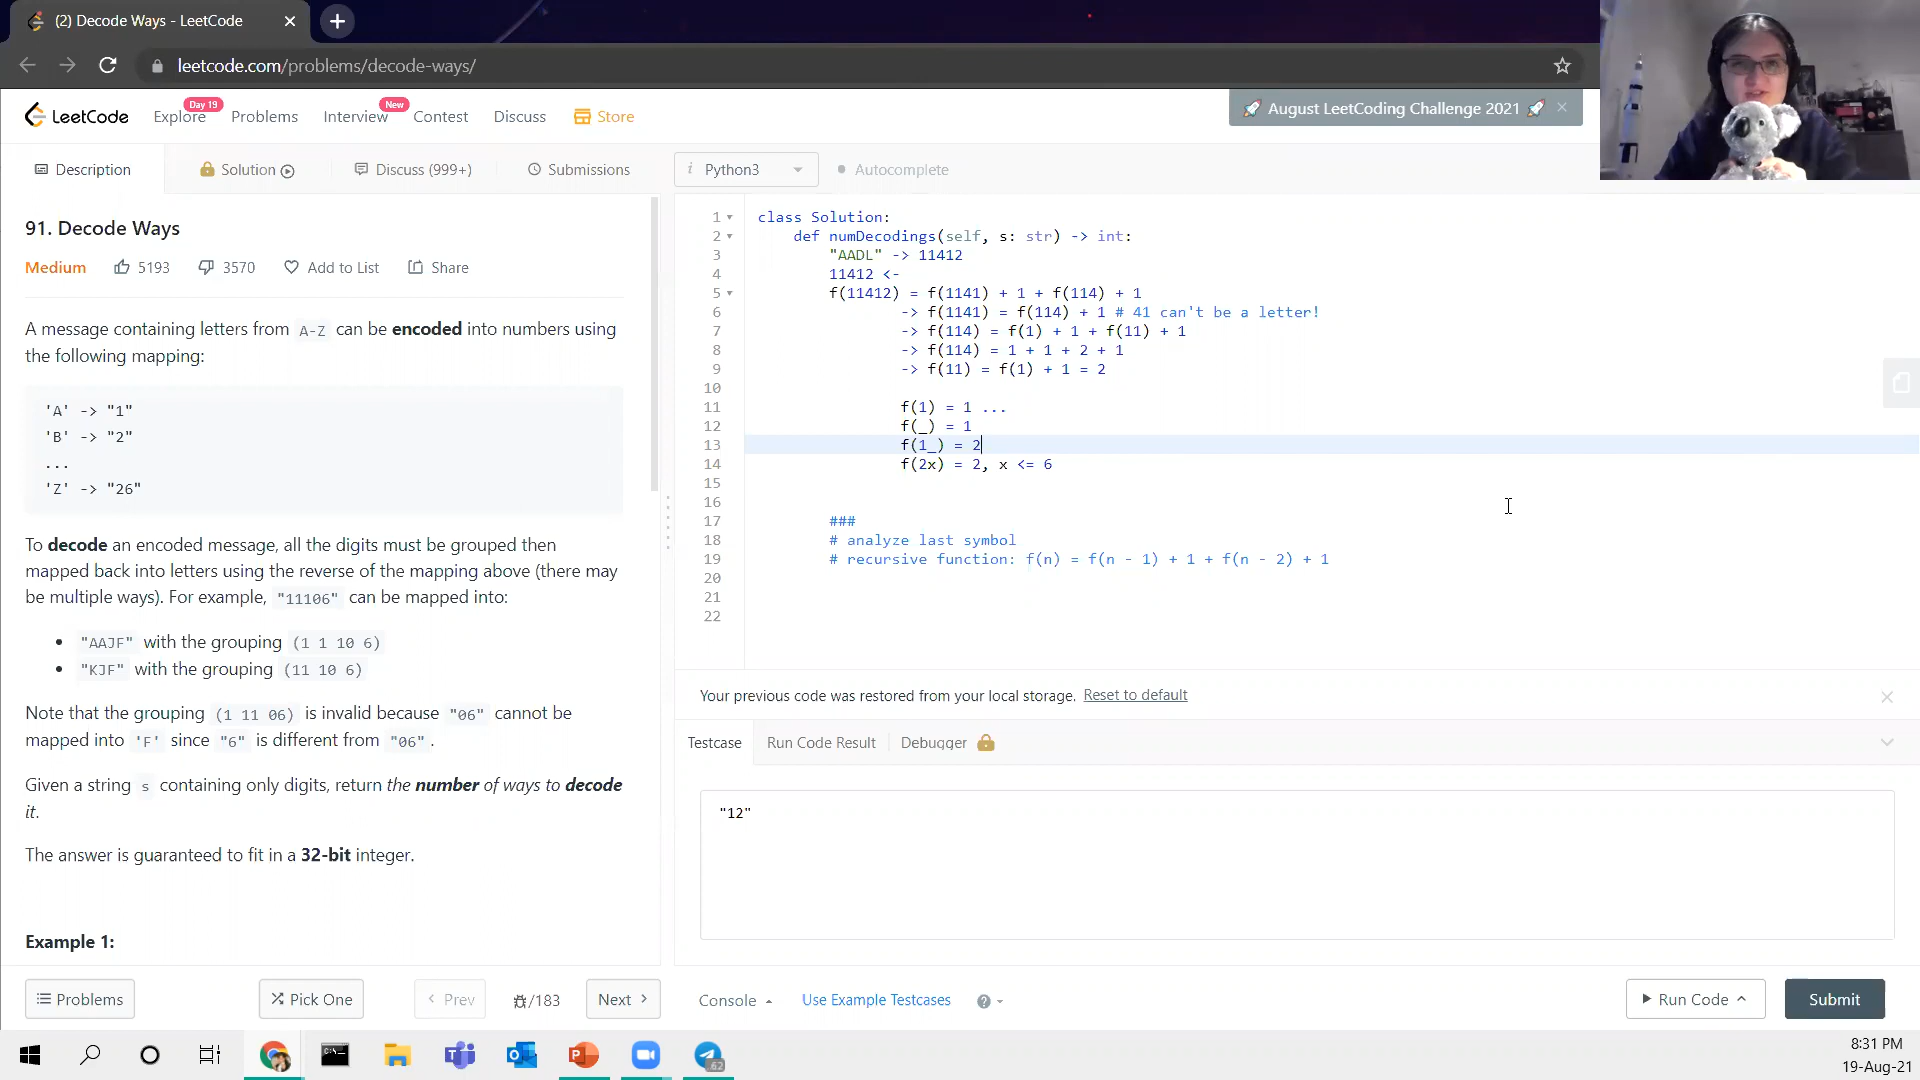 (2) Decode Ways - LeetCode
leetcode.com/problems/decode-ways/
LeetCode
Explore
Day 19
Problems
Interview
New
Contest
Discuss
Store
August LeetCoding Challenge 2021
Description
Solution
Discuss (999+)
Submissions
i Python3
Autocomplete
91. Decode Ways
Medium
5193
3570
Add to List
Share
A message containing letters from A-Z can be encoded into numbers using
the following mapping:
'A' -> "1"
'B' -> "2"
...
'Z' -> "26"
To decode an encoded message, all the digits must be grouped then
mapped back into letters using the reverse of the mapping above (there may
be multiple ways). For example, "11106" can be mapped into:
• "AAJF" with the grouping (1 1 10 6)
• "KJF" with the grouping (11 10 6)
Note that the grouping (1 11 06) is invalid because "06" cannot be
mapped into 'F' since "6" is different from "06".
Given a string s containing only digits, return the number of ways to decode
it.
The answer is guaranteed to fit in a 32-bit integer.
Example 1:
1 class Solution:
2 def numDecodings(self, s: str) -> int:
3 "AADL" -> 11412
4 11412 <-
5 f(11412) = f(1141) + 1 + f(114) + 1
6 -> f(1141) = f(114) + 1 # 41 can't be a letter!
7 -> f(114) = f(1) + 1 + f(11) + 1
8 -> f(114) = 1 + 1 + 2 + 1
9 -> f(11) = f(1) + 1 = 2
10
11 f(1) = 1 ...
12 f(_) = 1
13 f(1_) = 2
14 f(2x) = 2, x <= 6
15
16
17 ###
18 # analyze last symbol
19 # recursive function: f(n) = f(n - 1) + 1 + f(n - 2) + 1
20
21
22
Your previous code was restored from your local storage. Reset to default
Testcase
Run Code Result
Debugger
"12"
Problems
Pick One
Prev
/183
Next
Console
Use Example Testcases
?
Run Code
Submit
62
8:31 PM
19-Aug-21